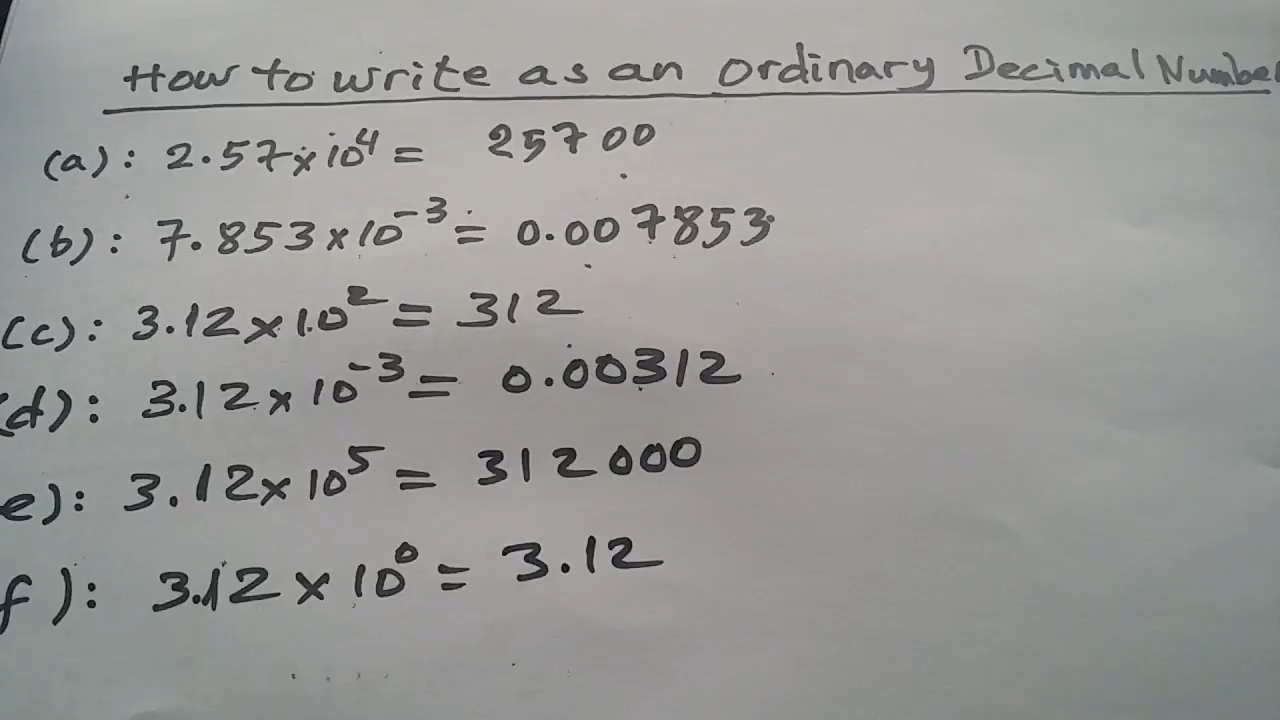 How to write as an ordinary Decimal Number
(a): 2.57×10⁴ = 25700
(b): 7.853×10⁻³ = 0.007853
(c): 3.12×10² = 312
(d): 3.12×10⁻³ = 0.00312
e): 3.12×10⁵ = 312000
f): 3.12×10⁰ = 3.12